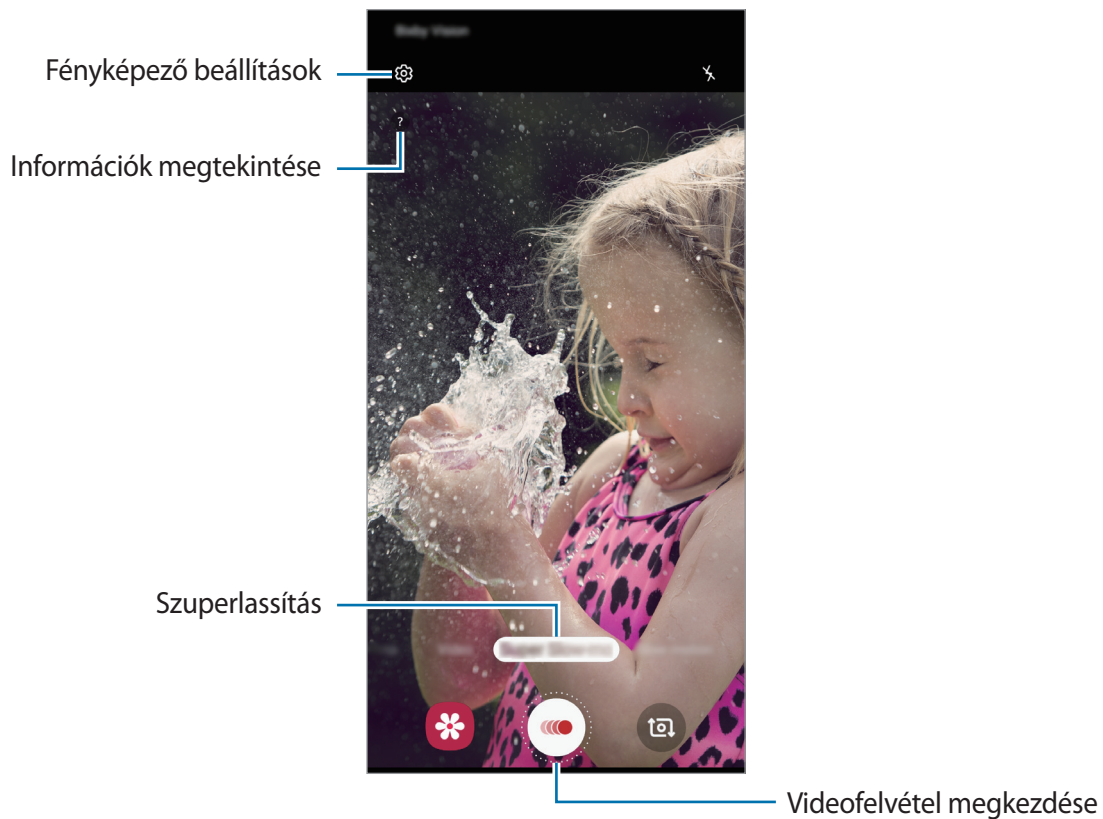 Fényképező beállítások
?
Információk megtekintése
Szuperlassítás
Videofelvétel megkezdése